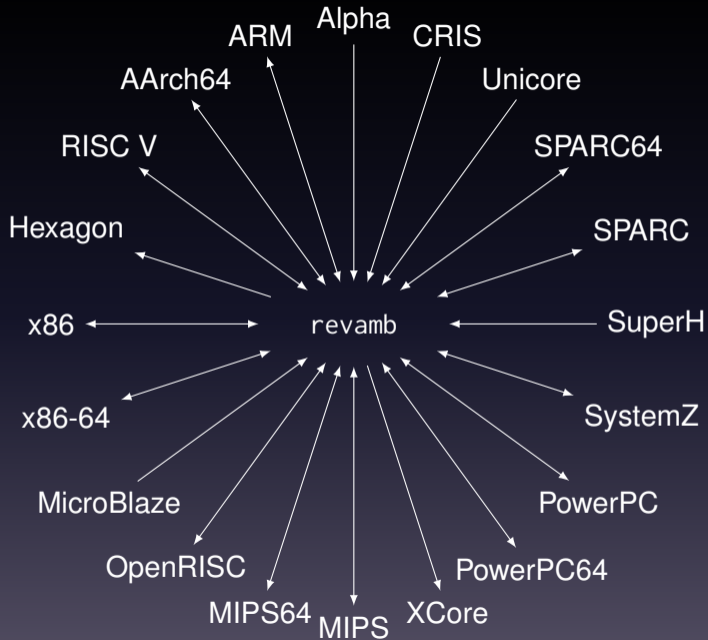 Alpha
ARM
CRIS
AArch64
Unicore
RISC V
SPARC64
Hexagon
SPARC
x86
revamb
SuperH
x86-64
SystemZ
MicroBlaze
PowerPC
OpenRISC
PowerPC64
MIPS64
MIPS
XCore